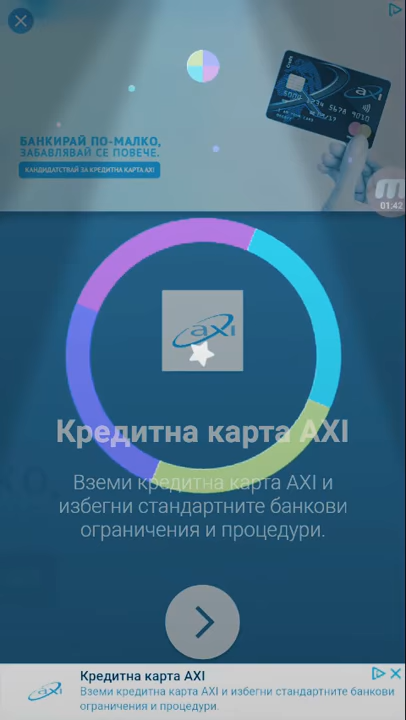 БАНКИРАЙ ПО-МАЛКО,
ЗАБАВЛЯВАЙ СЕ ПОВЕЧЕ.
КАНДИДАТСТВАЙ ЗА КРЕДИТНА КАРТА AXI
axi
01:42
axi
Кредитна карта AXI
Вземи кредитна карта AXI и
избегни стандартните банкови
ограничения и процедури.
axi
Кредитна карта AXI
Вземи кредитна карта AXI и избегни стандартните банкови
ограничения и процедури.